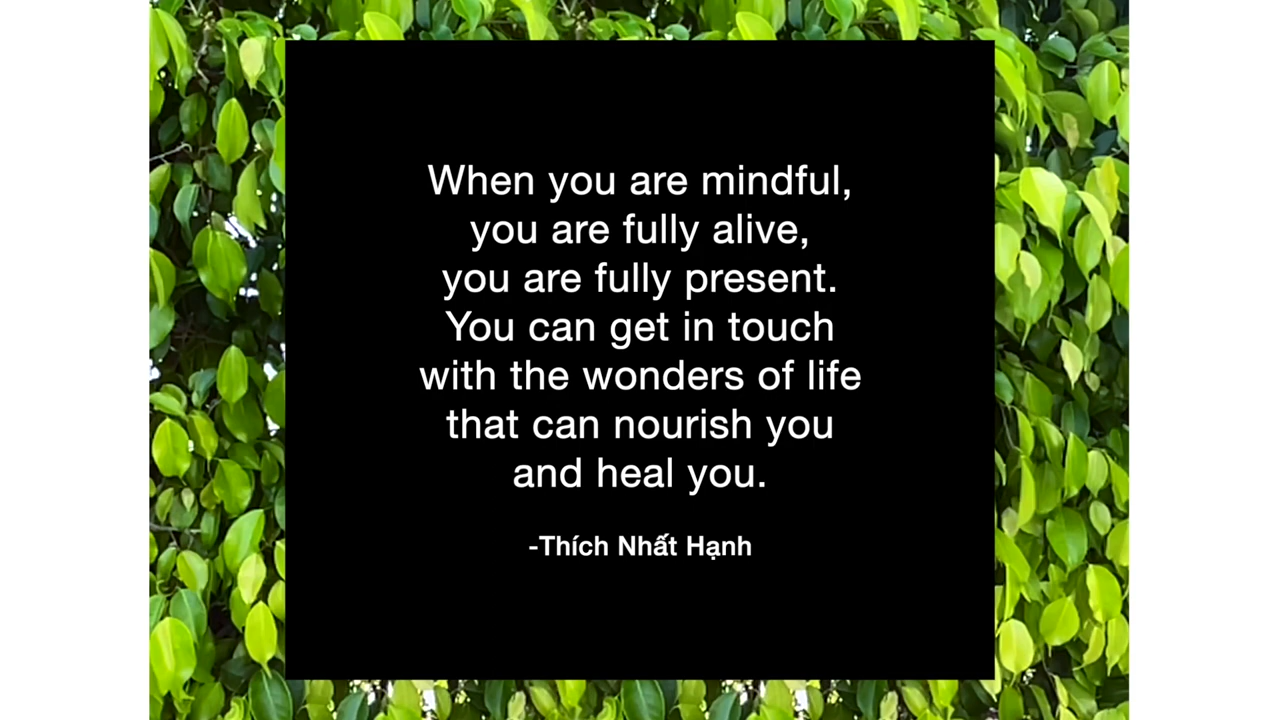 When you are mindful,
you are fully alive,
you are fully present.
You can get in touch
with the wonders of life
that can nourish you
and heal you.
-Thích Nhất Hạnh